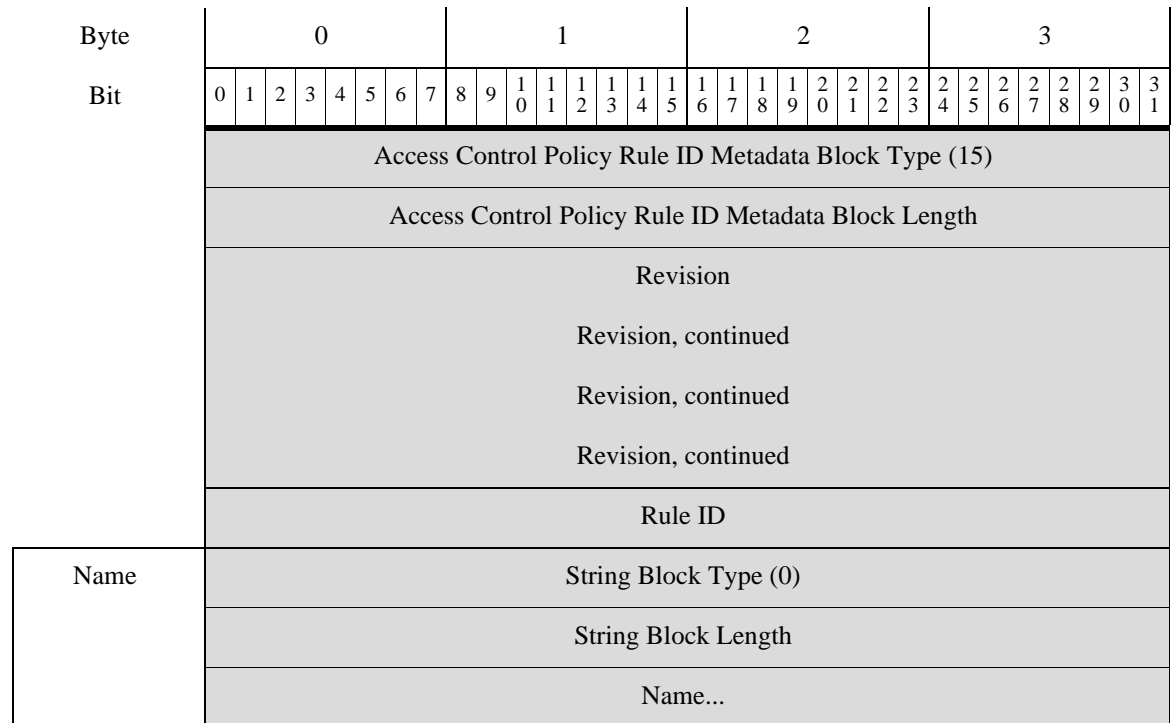 Byte 0 1 2 3
Bit 0 1 2 3 4 5 6 7 8 9 10 11 12 13 14 15 16 17 18 19 20 21 22 23 24 25 26 27 28 29 30 31
Access Control Policy Rule ID Metadata Block Type (15)
Access Control Policy Rule ID Metadata Block Length
Revision
Revision, continued
Revision, continued
Revision, continued
Rule ID
Name String Block Type (0)
String Block Length
Name...